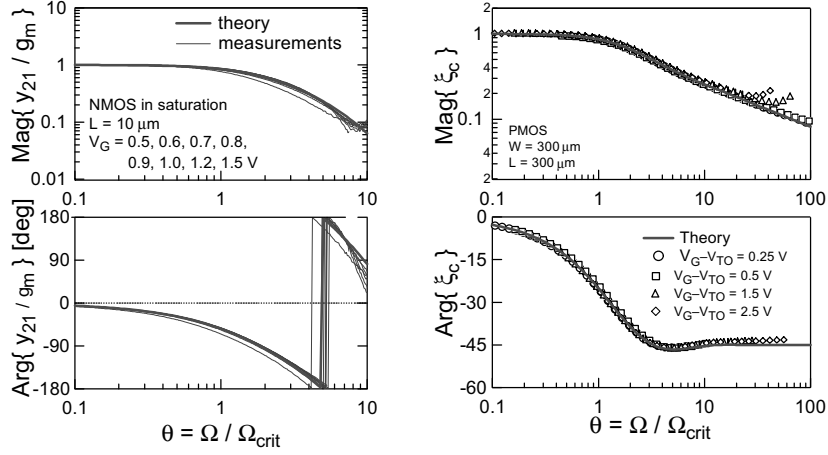 theory
measurements
10
1
0.1
0.01
Mag{ y21 / gm }
NMOS in saturation
L = 10 µm
VG = 0.5, 0.6, 0.7, 0.8,
0.9, 1.0, 1.2, 1.5 V
180
90
0
-90
-180
Arg{ y21 / gm } [deg]
0.1
1
10
θ = Ω / Ωcrit
2
1
8
6
4
2
0.1
8
6
4
2
Mag{ ξc }
PMOS
W = 300 µm
L = 300 µm
0.1
1
10
100
0
-15
-30
-45
-60
Arg{ ξc }
Theory
VG–VTO = 0.25 V
VG–VTO = 0.5 V
VG–VTO = 1.5 V
VG–VTO = 2.5 V
0.1
1
10
100
θ = Ω / Ωcrit